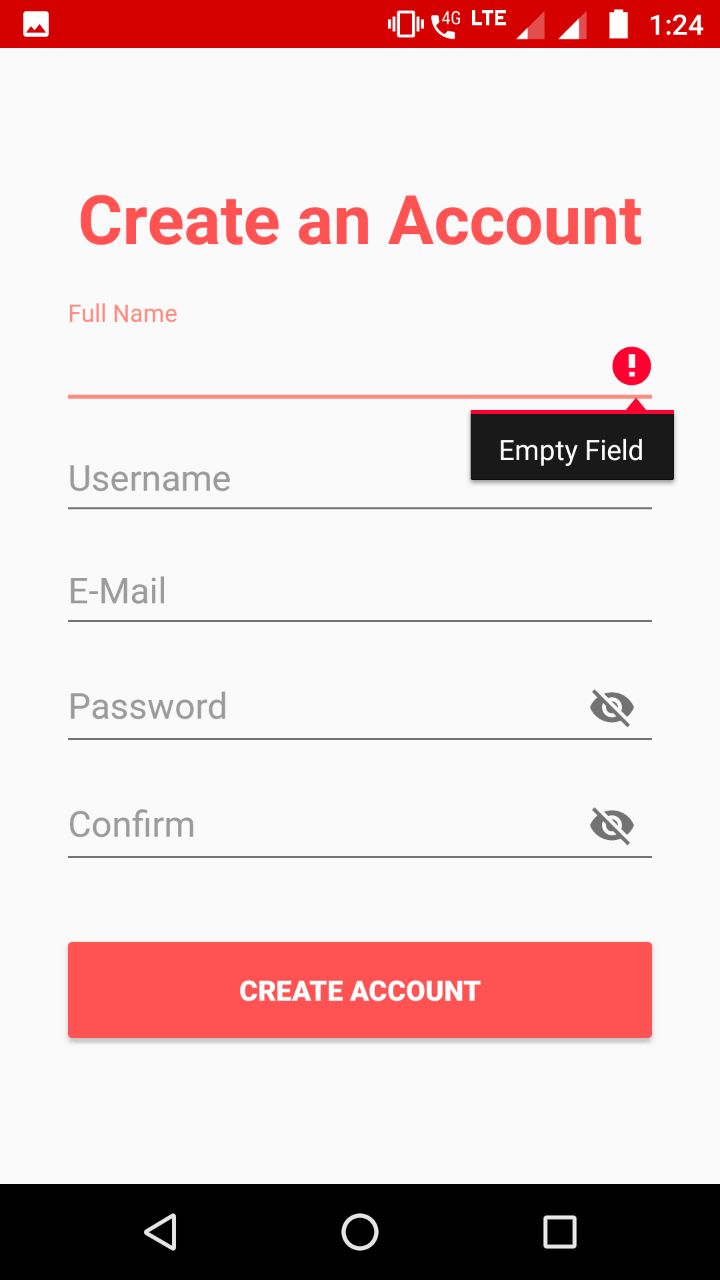 4G LTE 1:24
Create an Account
Full Name
!
Empty Field
Username
E-Mail
Password
Confirm
CREATE ACCOUNT